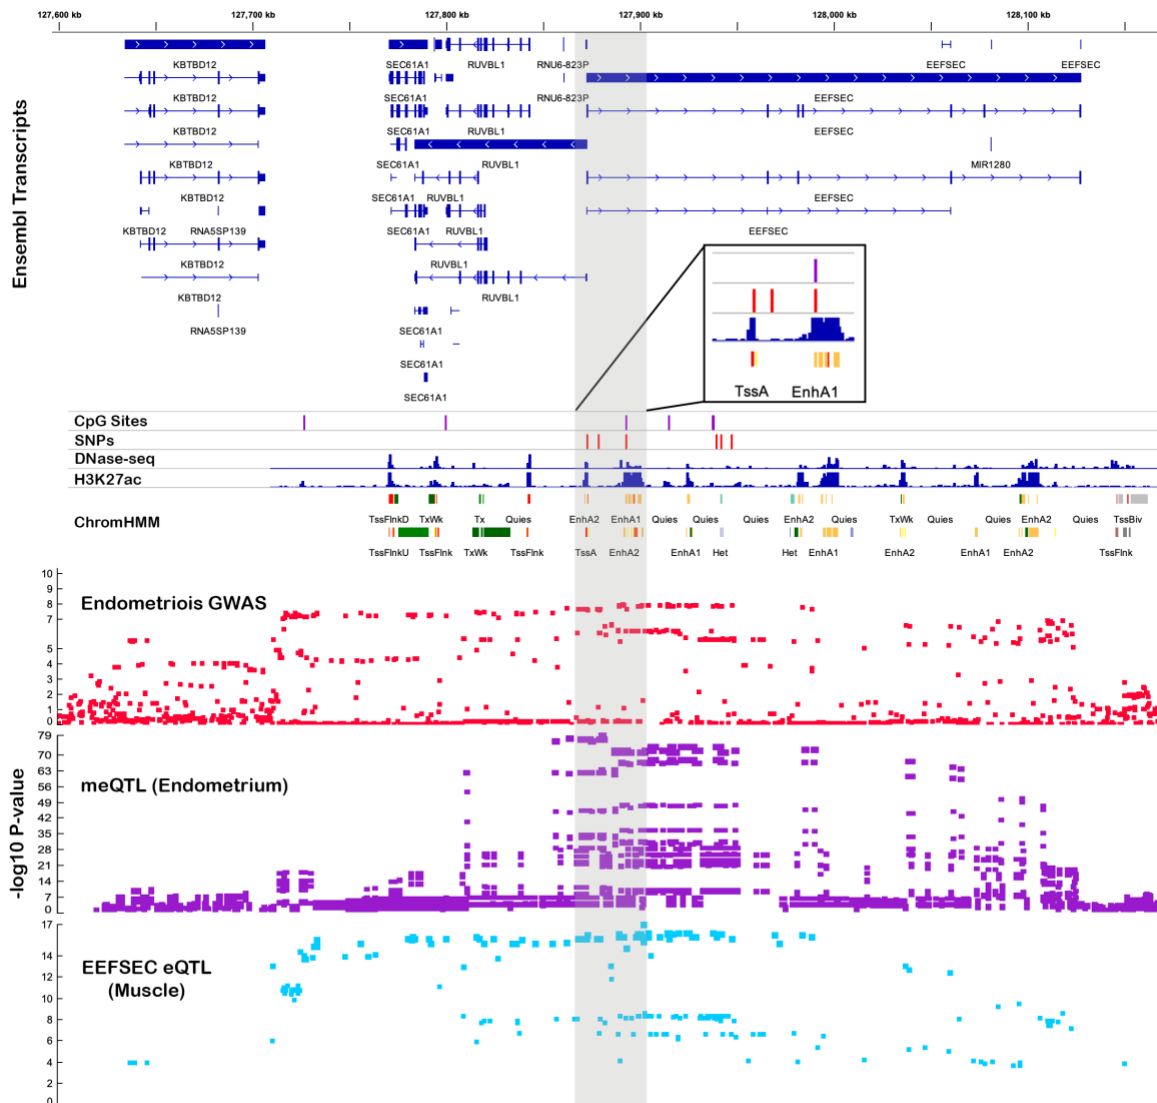 127,600 kb 127,700 kb 127,800 kb 127,900 kb 128,000 kb 128,100 kb
Ensembl Transcripts
KBTBD12 SEC61A1 RUVBL1 RNU6-823P EEFSEC EEFSEC
KBTBD12 SEC61A1 RUVBL1 RNU6-823P EEFSEC
KBTBD12 SEC61A1 RUVBL1 EEFSEC
KBTBD12 SEC61A1 RUVBL1 MIR1280
KBTBD12 SEC61A1 RUVBL1 EEFSEC
KBTBD12 RNA5SP139 SEC61A1 RUVBL1 EEFSEC
KBTBD12 RUVBL1
KBTBD12 RUVBL1
RNA5SP139 SEC61A1
SEC61A1
SEC61A1
TssA EnhA1
CpG Sites
SNPs
DNase-seq
H3K27ac
ChromHMM
TssFlnkD TxWk Tx Quies EnhA2 EnhA1 Quies Quies Quies EnhA2 Quies TxWk Quies Quies EnhA2 Quies TssBiv
TssFlnkU TssFlnk TxWk TssFlnk TssA EnhA2 EnhA1 Het Het EnhA1 EnhA2 EnhA1 EnhA2 TssFlnk
-log10 P-value
Endometriois GWAS
10
9
8
7
5
4
3
2
1
0
meQTL (Endometrium)
79
70
63
56
49
42
35
28
21
14
7
0
EEFSEC eQTL
(Muscle)
17
14
12
10
8
6
4
2
0